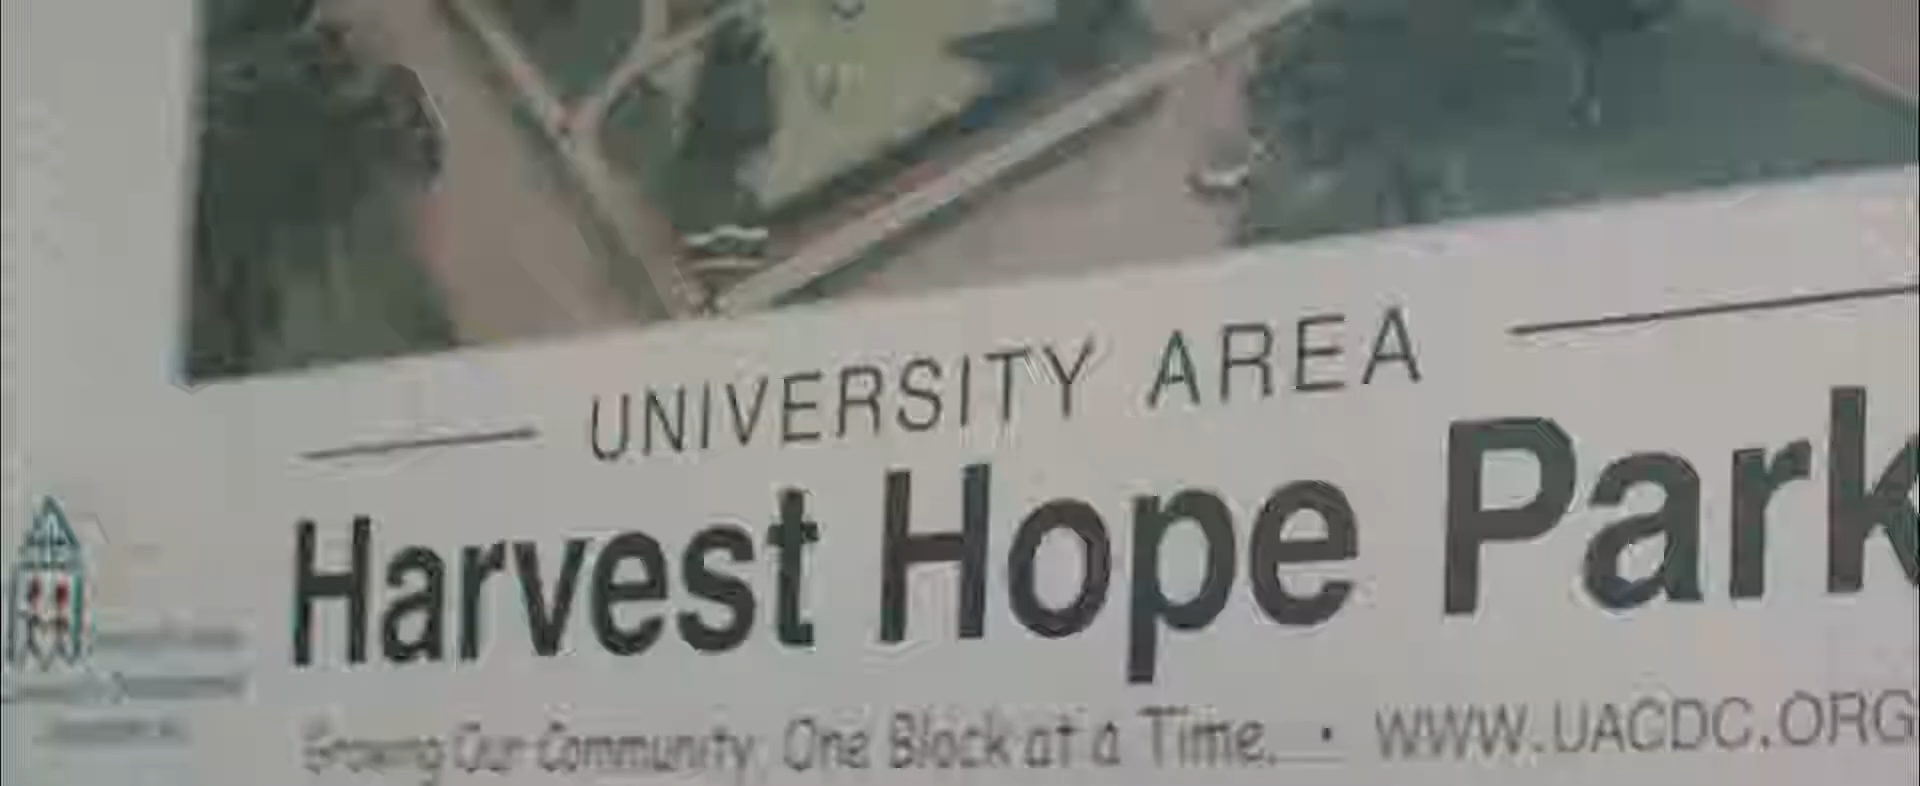 UNIVERSITY AREA
Harvest Hope Park
Growing Our Community. One Block at a Time. • WWW.UACDC.ORG